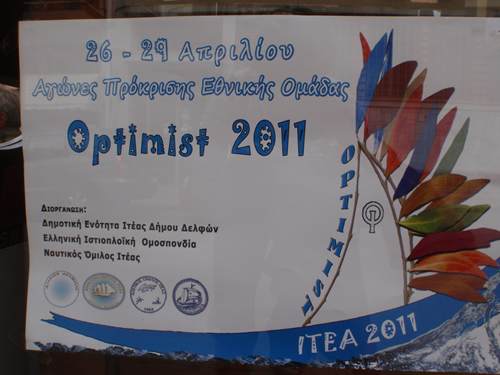 26 - 29 Απριλίου
Αγώνες Πρόκρισης Εθνικής Ομάδας
Optimist 2011
ΔΙΟΡΓΑΝΩΣΗ:
Δημοτική Ενότητα Ιτέας Δήμου Δελφών
Ελληνική Ιστιοπλοϊκή Ομοσπονδία
Ναυτικός Όμιλος Ιτέας
OPTIMIST
ITEA 2011